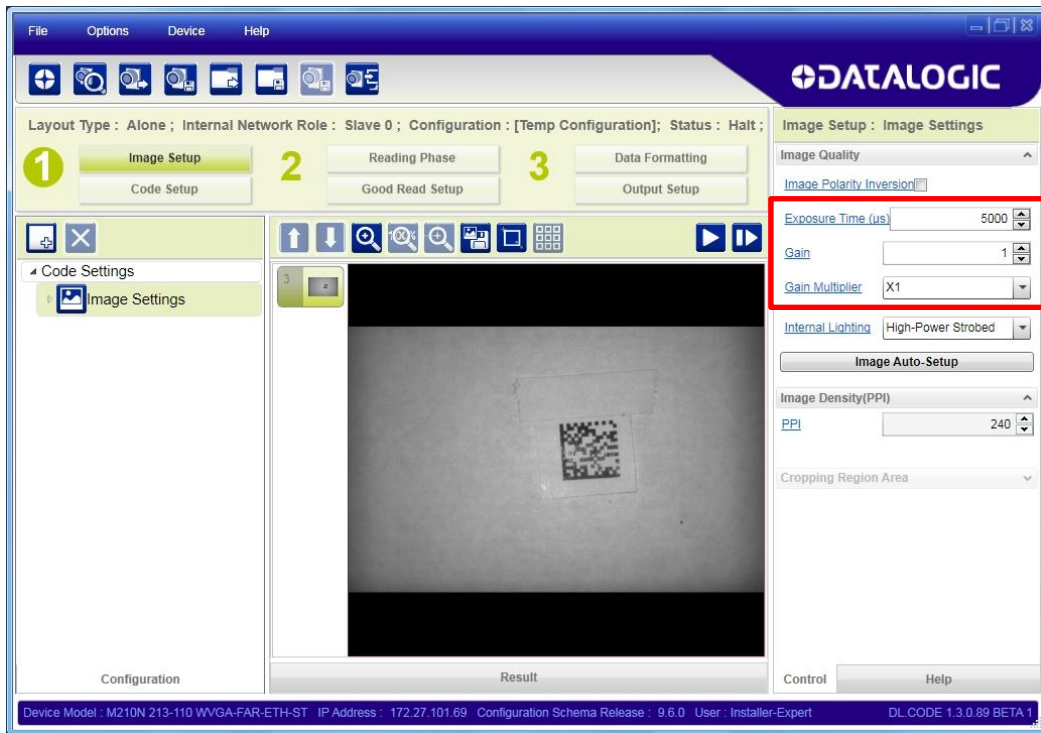 File Options Device Help
DATALOGIC
Layout Type : Alone ; Internal Network Role : Slave 0 ; Configuration : [Temp Configuration]; Status : Halt ;
1 Image Setup
Code Setup
2 Reading Phase
Good Read Setup
3 Data Formatting
Output Setup
100%
Code Settings
Image Settings
3
Configuration
Result
Image Setup : Image Settings
Image Quality
Image Polarity Inversion
Exposure Time (µs) 5000
Gain 1
Gain Multiplier X1
Internal Lighting High-Power Strobed
Image Auto-Setup
Image Density(PPI)
PPI 240
Cropping Region Area
Control Help
Device Model : M210N 213-110 WVGA-FAR-ETH-ST IP Address : 172.27.101.69 Configuration Schema Release : 9.6.0 User : Installer-Expert DL.CODE 1.3.0.89 BETA 1